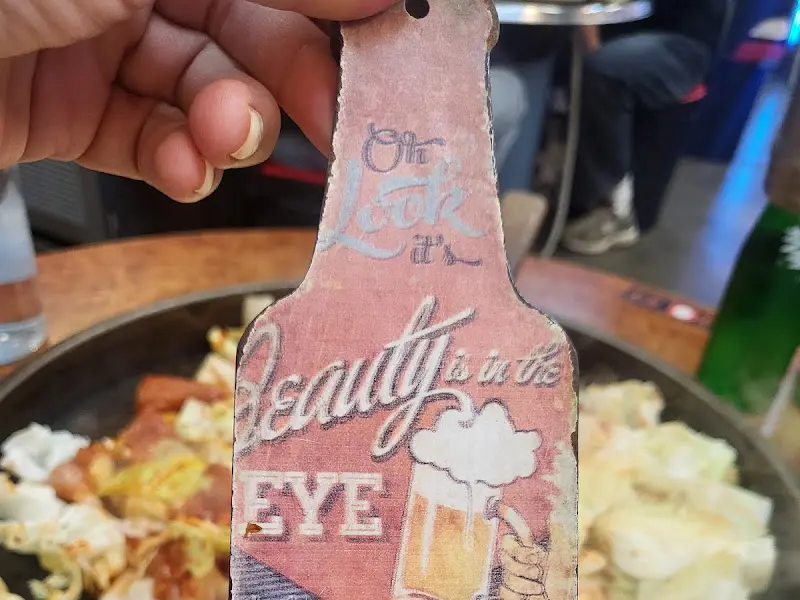 Oh
Look
it's
Beauty is in the
EYE